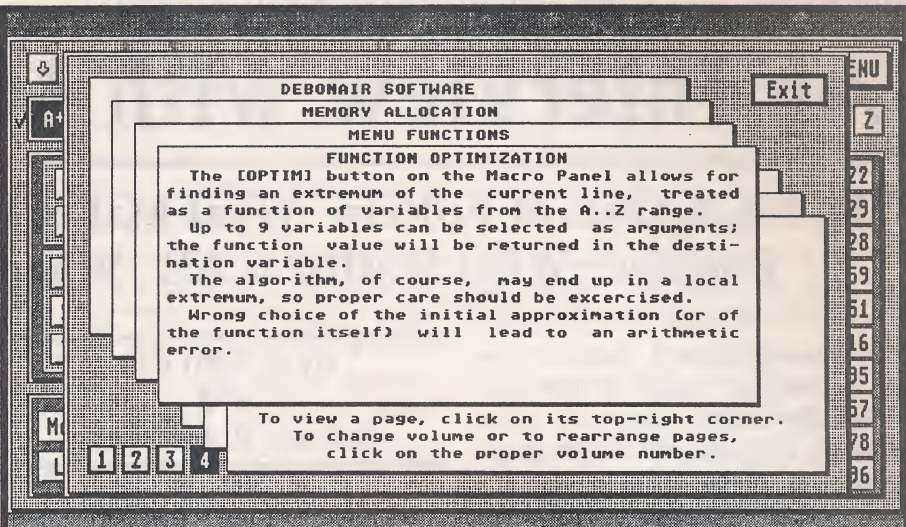 ENU
Exit
A+
Z
DEBONAIR SOFTWARE
MEMORY ALLOCATION
MENU FUNCTIONS
FUNCTION OPTIMIZATION
The [OPTIM] button on the Macro Panel allows for
finding an extremum of the current line, treated
as a function of variables from the A..Z range.
Up to 9 variables can be selected as arguments;
the function value will be returned in the desti-
nation variable.
The algorithm, of course, may end up in a local
extremum, so proper care should be excercised.
Wrong choice of the initial approximation (or of
the function itself) will lead to an arithmetic
error.
22
29
28
59
51
16
95
57
78
96
To view a page, click on its top-right corner.
To change volume or to rearrange pages,
click on the proper volume number.
M
L
1 2 3 4